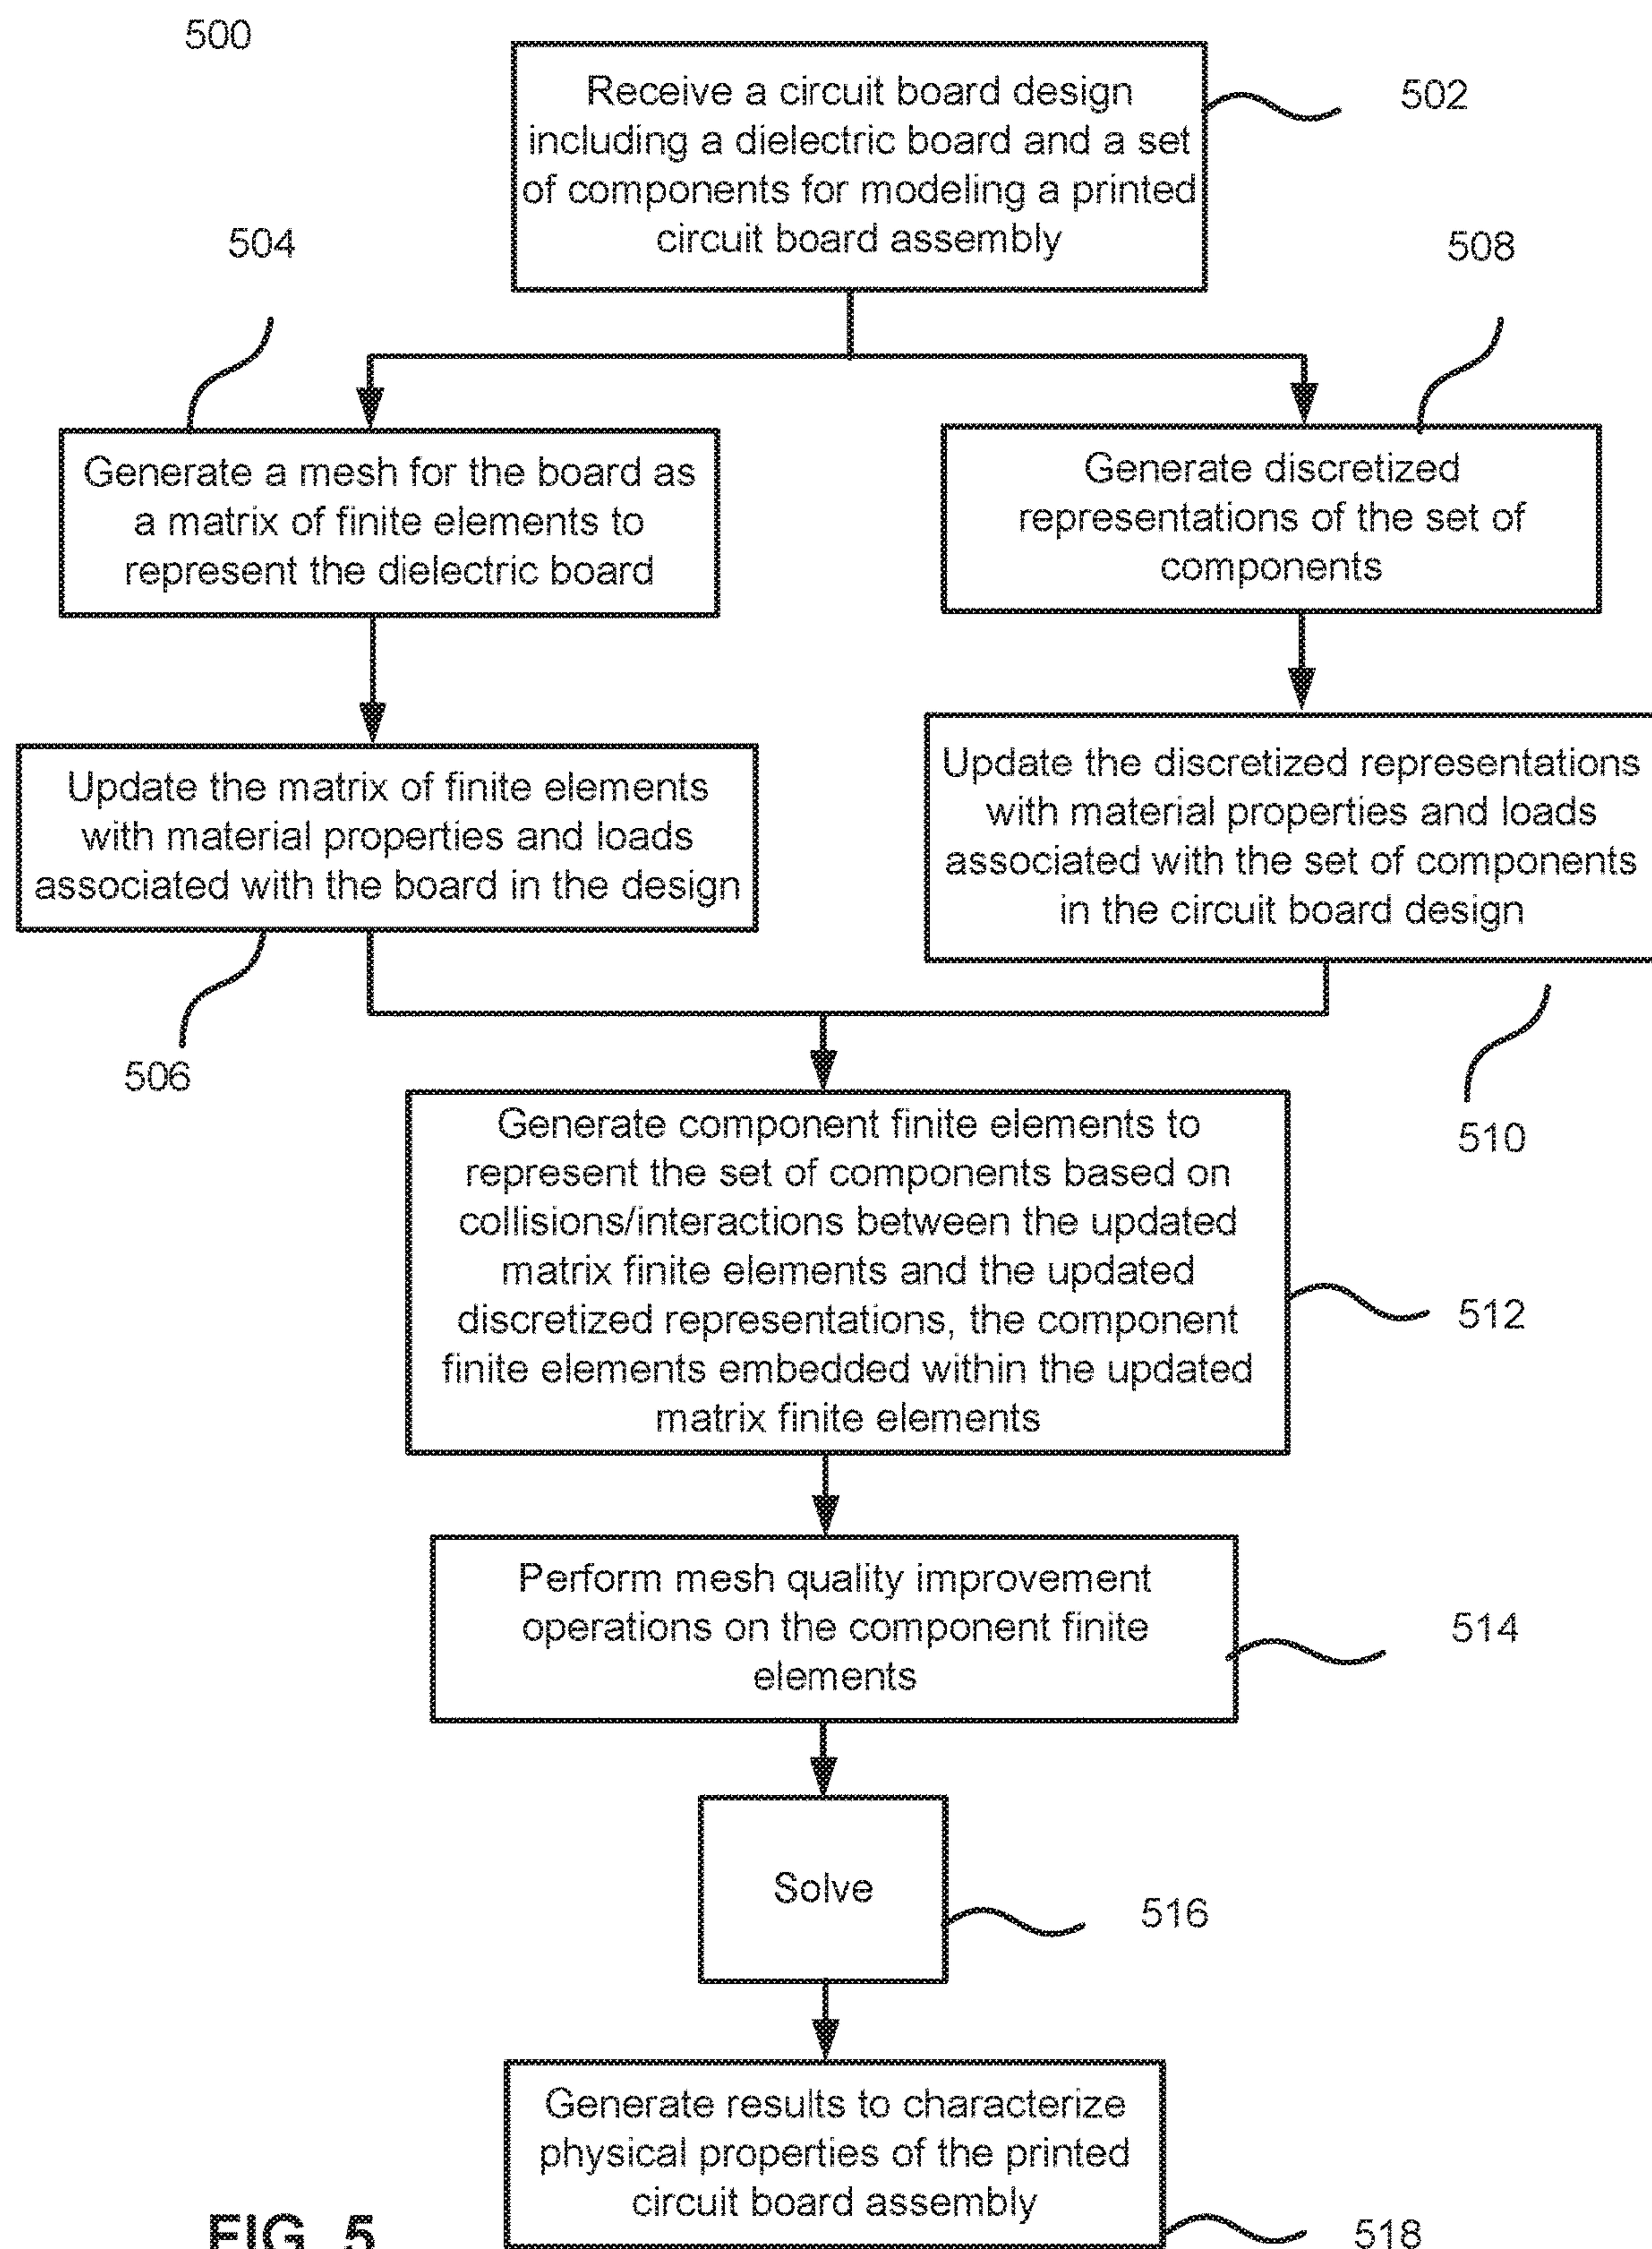 500
Receive a circuit board design
including a dielectric board and a set
of components for modeling a printed
circuit board assembly
502
504
508
Generate a mesh for the board as
a matrix of finite elements to
represent the dielectric board
Generate discretized
representations of the set of
components
Update the matrix of finite elements
with material properties and loads
associated with the board in the design
Update the discretized representations
with material properties and loads
associated with the set of components
in the circuit board design
506
510
Generate component finite elements to
represent the set of components based on
collisions/interactions between the updated
matrix finite elements and the updated
discretized representations, the component
finite elements embedded within the updated
matrix finite elements
512
Perform mesh quality improvement
operations on the component finite
elements
514
Solve
516
Generate results to characterize
physical properties of the printed
circuit board assembly
518
FIG. 5